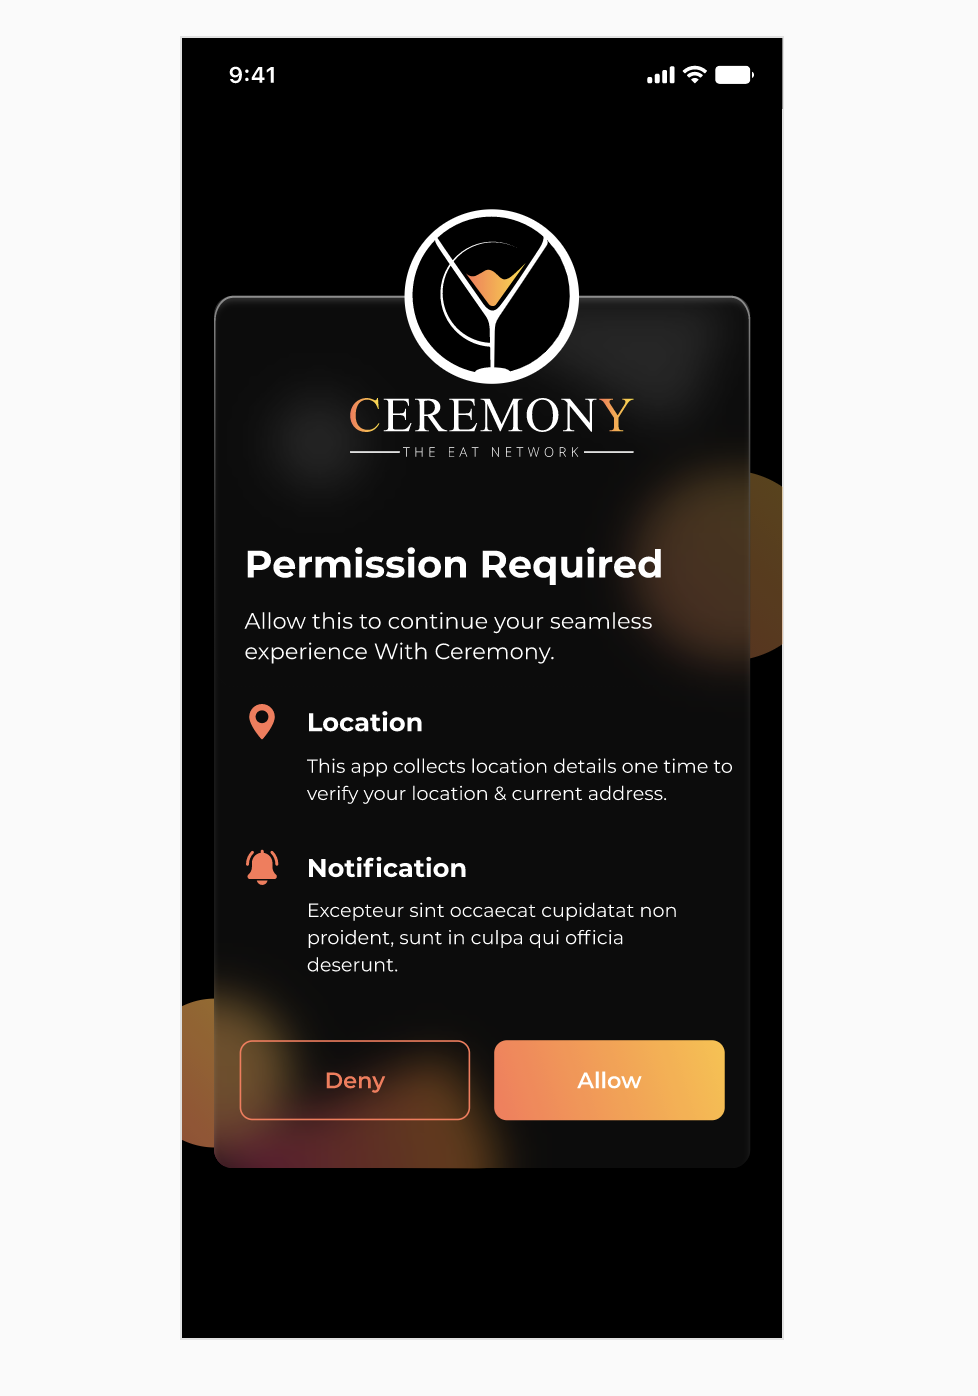 9:41
CEREMONY
THE EAT NETWORK
Permission Required
Allow this to continue your seamless
experience With Ceremony.
Location
This app collects location details one time to
verify your location & current address.
Notification
Excepteur sint occaecat cupidatat non
proident, sunt in culpa qui officia
deserunt.
Deny
Allow